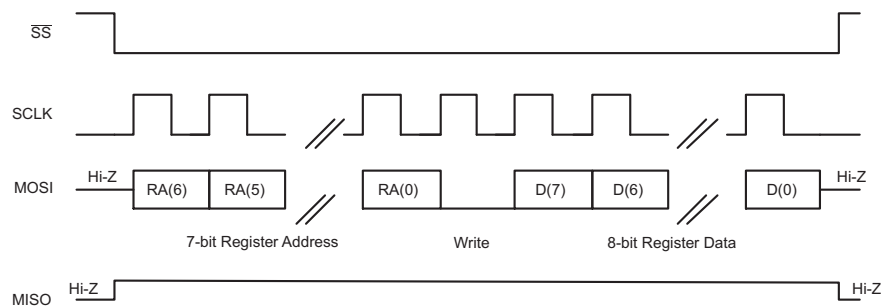 SS
SCLK
Hi-Z Hi-Z
MOSI RA(6) RA(5) RA(0) D(7) D(6) D(0)
7-bit Register Address Write 8-bit Register Data
Hi-Z Hi-Z
MISO